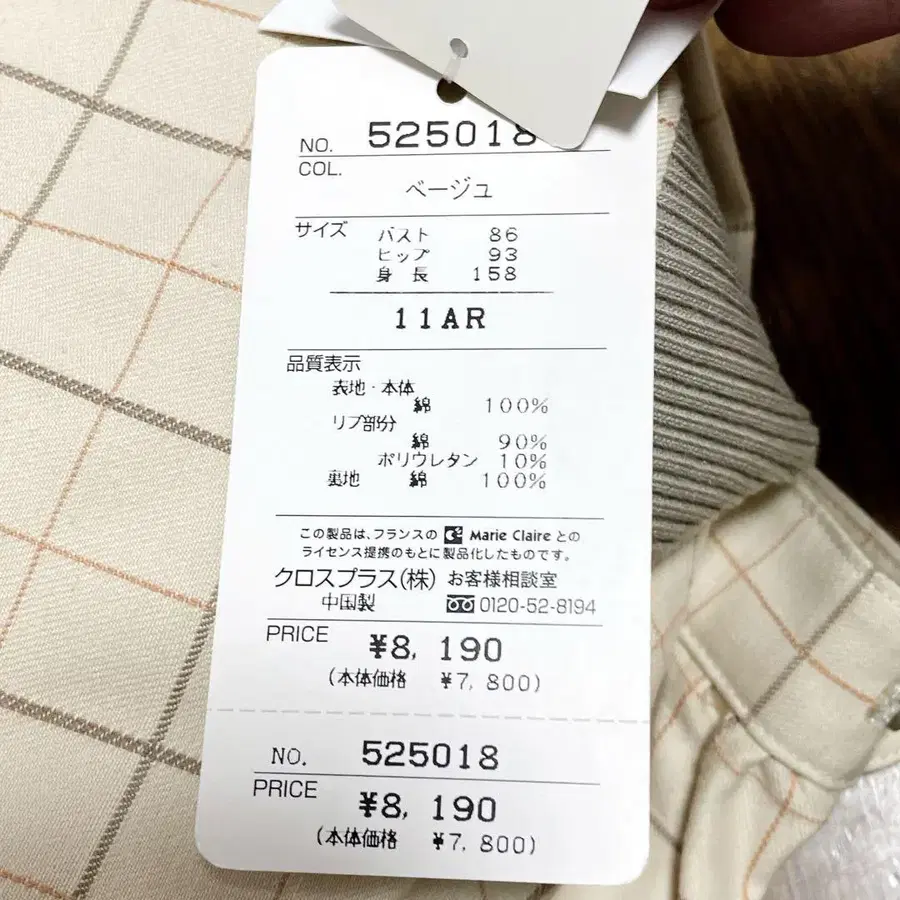 NO. 525018
COL.
ベージュ
サイズ
バスト 86
ヒップ 93
身長 158
11AR
品質表示
表地・本体
綿 100%
リブ部分
綿 90%
ポリウレタン 10%
裏地 綿 100%
この製品は、フランスの Marie Claire との
ライセンス提携のもとに製品化したものです。
クロスプラス(株) お客様相談室
中国製 0120-52-8194
PRICE ¥8,190
(本体価格 ¥7,800)
NO. 525018
PRICE ¥8,190
(本体価格 ¥7,800)